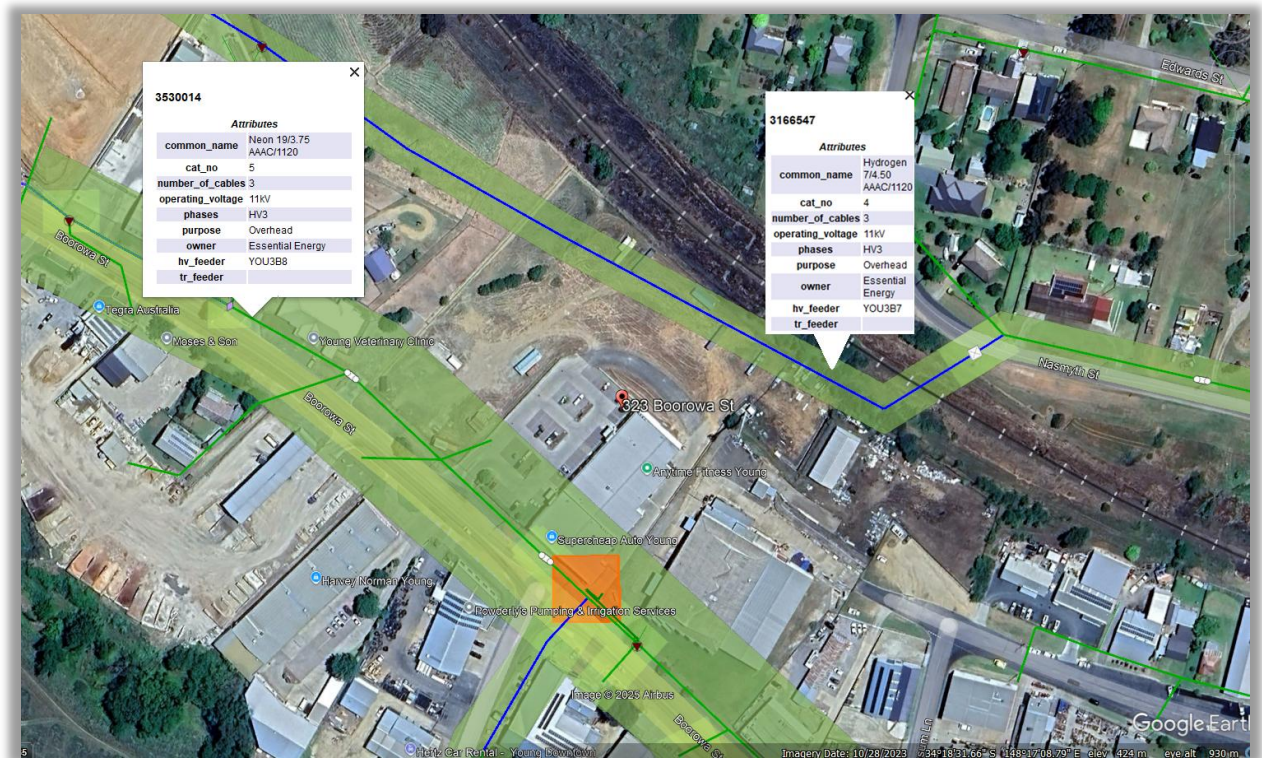 Edwards St
3530014
Attributes
common_name Neon 19/3.75
AAAC/1120
cat_no 5
number_of_cables 3
operating_voltage 11kV
phases HV3
purpose Overhead
owner Essential Energy
hv_feeder YOU3B8
tr_feeder
3166547
Attributes
common_name Hydrogen
7/4.50
AAAC/1120
cat_no 4
number_of_cables 3
operating_voltage 11kV
phases HV3
purpose Overhead
owner Essential
Energy
hv_feeder YOU3B7
tr_feeder
Boorowa St
Tegra Australia
Moses & Son
Young Veterinary Clinic
Nasmyth St
Boorowa St
323 Boorowa St
Anytime Fitness Young
Supercheap Auto Young
Harvey Norman Young
Dowderly's Pumping & Irrigation Services
Image © 2025 Airbus
Boorowa St
Google Eart
Hertz Car Rental - Young Downtown
5
Imagery Date: 10/28/2023 34°18'31.66" S 148°17'08.79" E elev 424 m eye alt 930 m